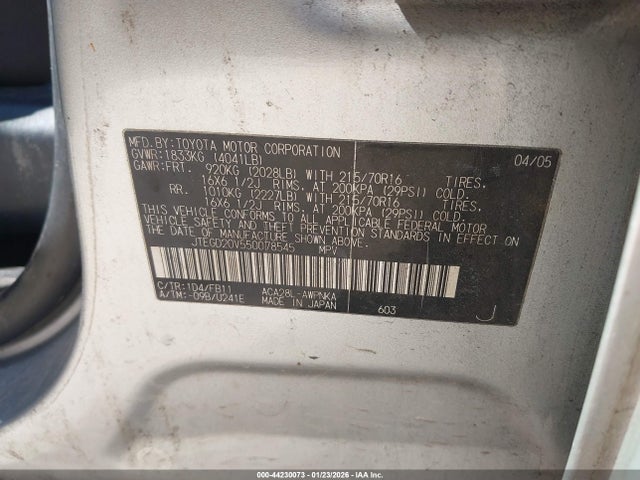 MFD.BY:TOYOTA MOTOR CORPORATION 04/05
GVWR:1833KG (4041LB)
GAWR:FRT. 920KG (2028LB) WITH 215/70R16 TIRES.
16X6 1/2J RIMS, AT 200KPA (29PSI) COLD.
RR. 1010KG (2227LB) WITH 215/70R16 TIRES.
16X6 1/2J RIMS, AT 200KPA (29PSI) COLD.
THIS VEHICLE CONFORMS TO ALL APPLICABLE FEDERAL MOTOR
VEHICLE SAFETY AND THEFT PREVENTION STANDARDS IN EFFECT ON
THE DATE OF MANUFACTURE SHOWN ABOVE.
JTEGD20V550078545 MPV
C/TR:1D4/FB11 ACA28L-AWPNKA
A/TM:-09B/U241E MADE IN JAPAN 603 J
000-44230073 | 01/23/2026 | IAA Inc. | Copyright